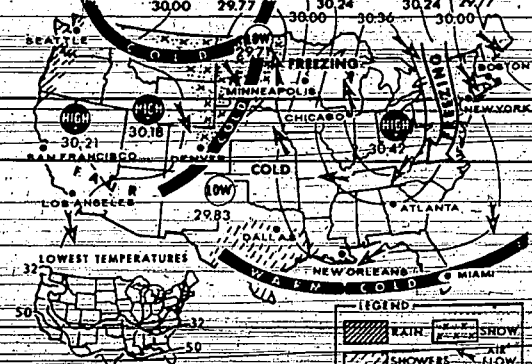 30.00 29.77 30.24 29.77
30.00 30.36 30.00
SEATTLE
COLD
LOW
29.71
FREEZING
MINNEAPOLIS
BOSTON
NEW YORK
FREEZING
CHICAGO
HIGH
30.21
HIGH
30.18
HIGH
30.42
COLD
SAN FRANCISCO
DENVER
FAIR
COLD
LOW
29.83
LOS ANGELES
ATLANTA
DALLAS
NEW ORLEANS
MIAMI
WARM COLD
LOWEST TEMPERATURES
32
50
32
50
LEGEND
RAIN SNOW
SHOWERS AIR FLOW